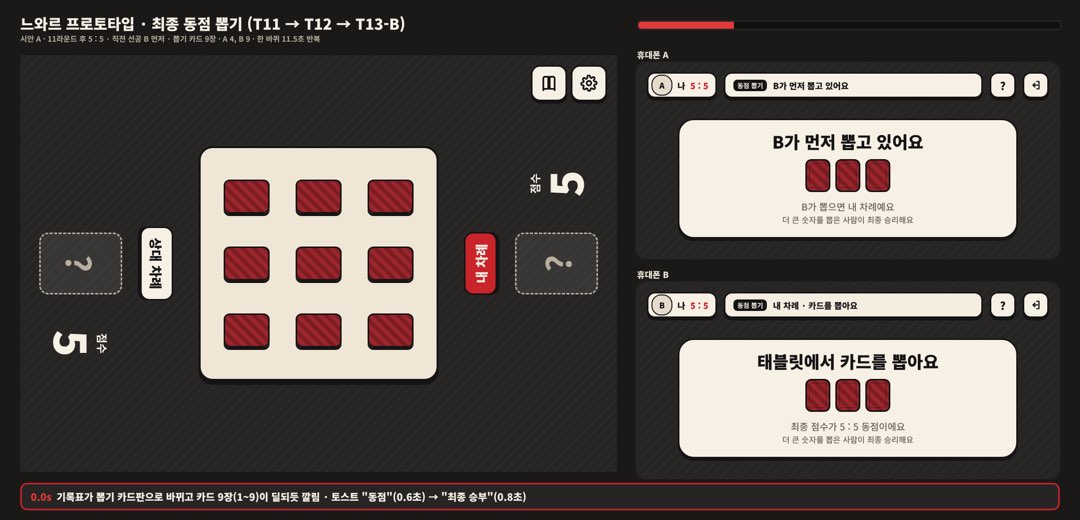 느와르 프로토타입 · 최종 동점 뽑기 (T11 → T12 → T13-B)
시안 A · 11라운드 후 5 : 5 · 직전 선공 B 먼저 · 뽑기 카드 9장 · A 4, B 9 · 한 바퀴 11.5초 반복
?
상대 차례
점수
5
점수
5
내 차례
?
휴대폰 A
A 나 5 : 5
동점 뽑기 B가 먼저 뽑고 있어요
?
B가 먼저 뽑고 있어요
B가 뽑으면 내 차례예요
더 큰 숫자를 뽑은 사람이 최종 승리해요
휴대폰 B
B 나 5 : 5
동점 뽑기 내 차례 · 카드를 뽑아요
?
태블릿에서 카드를 뽑아요
최종 점수가 5 : 5 동점이에요
더 큰 숫자를 뽑은 사람이 최종 승리해요
0.0s 기록표가 뽑기 카드판으로 바뀌고 카드 9장(1~9)이 딜되듯 깔림 · 토스트 "동점"(0.6초) → "최종 승부"(0.8초)